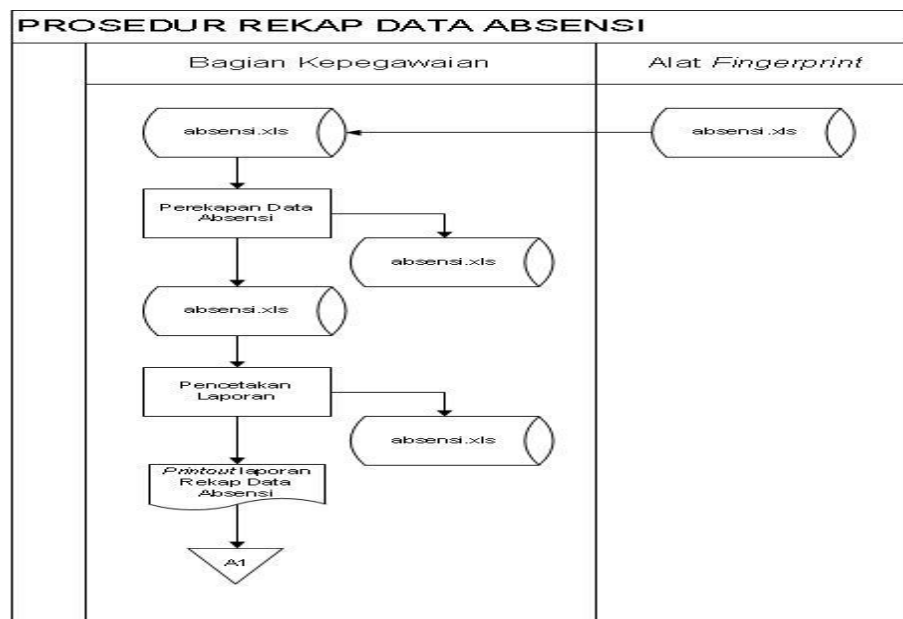 PROSEDUR REKAP DATA ABSENSI
Bagian Kepegawaian
Alat Fingerprint
absensi.xls
absensi.xls
Perekapan Data
Absensi
absensi.xls
absensi.xls
Pencetakan
Laporan
absensi.xls
Printout laporan
Rekap Data
Absensi
A1